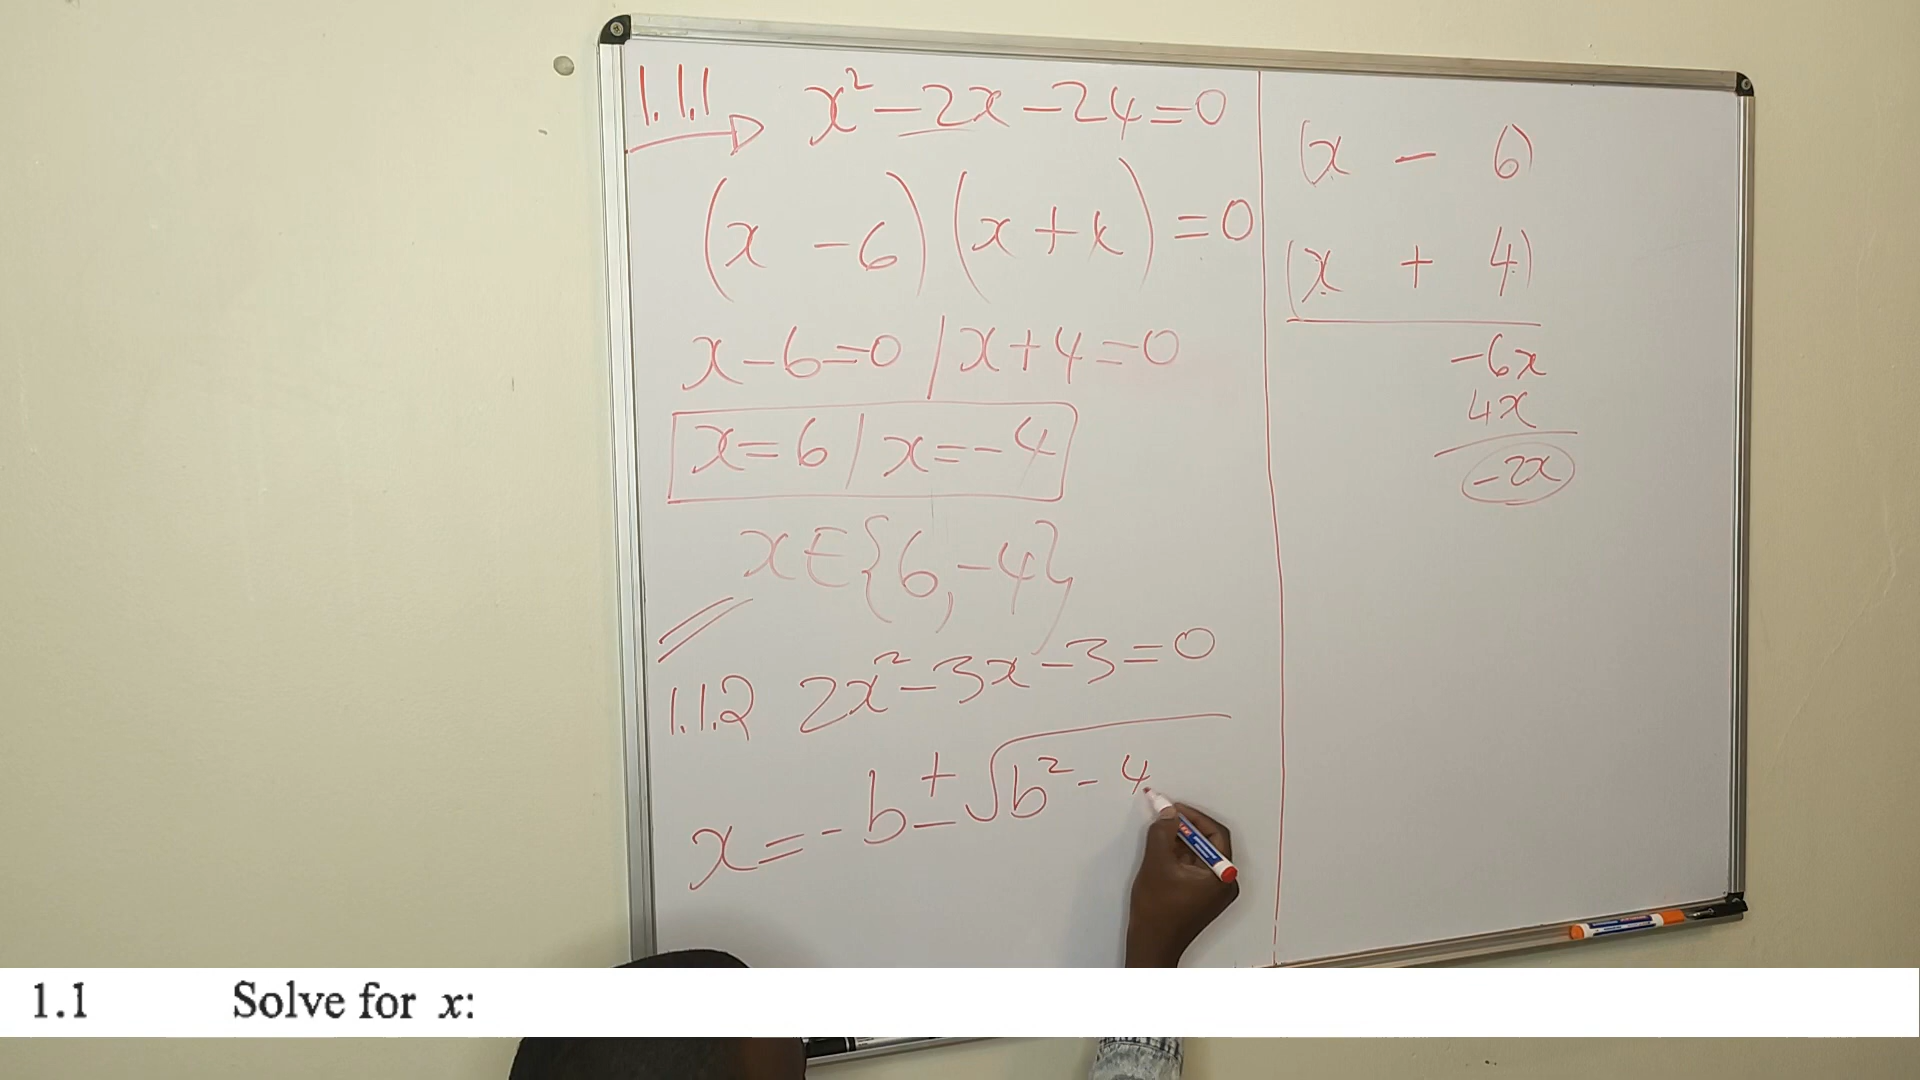 1.1.1 x² - 2x - 24 = 0
(x - 6)(x + 4) = 0
x - 6 = 0 / x + 4 = 0
x = 6 / x = -4
x ∈ {6, -4}
1.1.2 2x² - 3x - 3 = 0
x = -b ± √b² - 4
(x - 6)
(x + 4)
-6x
4x
-2x
1.1 Solve for x: